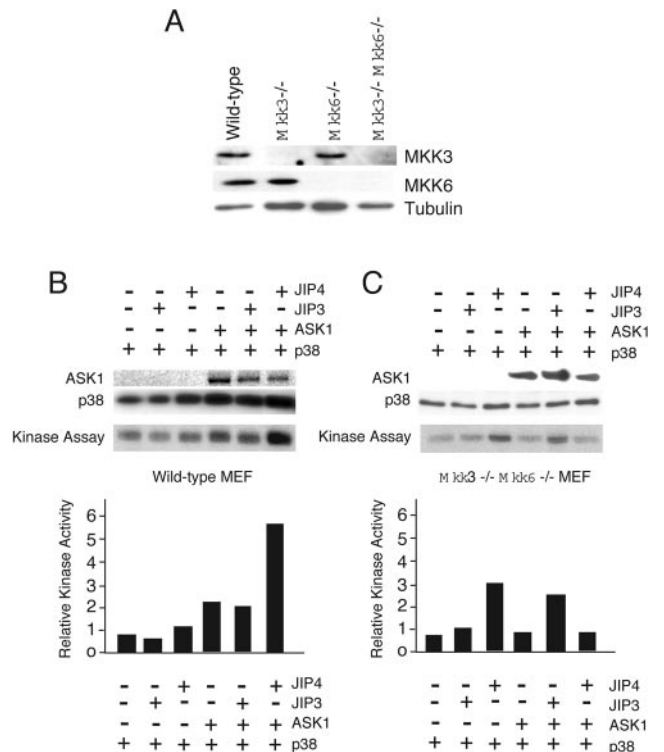 A
Wild-type
Mkk3-/-
Mkk6-/-
Mkk3-/- Mkk6-/-
MKK3
MKK6
Tubulin
B
- - + - - + JIP4
- + - - + - JIP3
- - - + + + ASK1
+ + + + + + p38
ASK1
p38
Kinase Assay
Wild-type MEF
Relative Kinase Activity
6
5
4
3
2
1
0
- - + - - + JIP4
- + - - + - JIP3
- - - + + + ASK1
+ + + + + + p38
C
- - + - - + JIP4
- + - - + - JIP3
- - - + + + ASK1
+ + + + + + p38
ASK1
p38
Kinase Assay
Mkk3 -/- Mkk6 -/- MEF
Relative Kinase Activity
6
5
4
3
2
1
0
- - + - - + JIP4
- + - - + - JIP3
- - - + + + ASK1
+ + + + + + p38